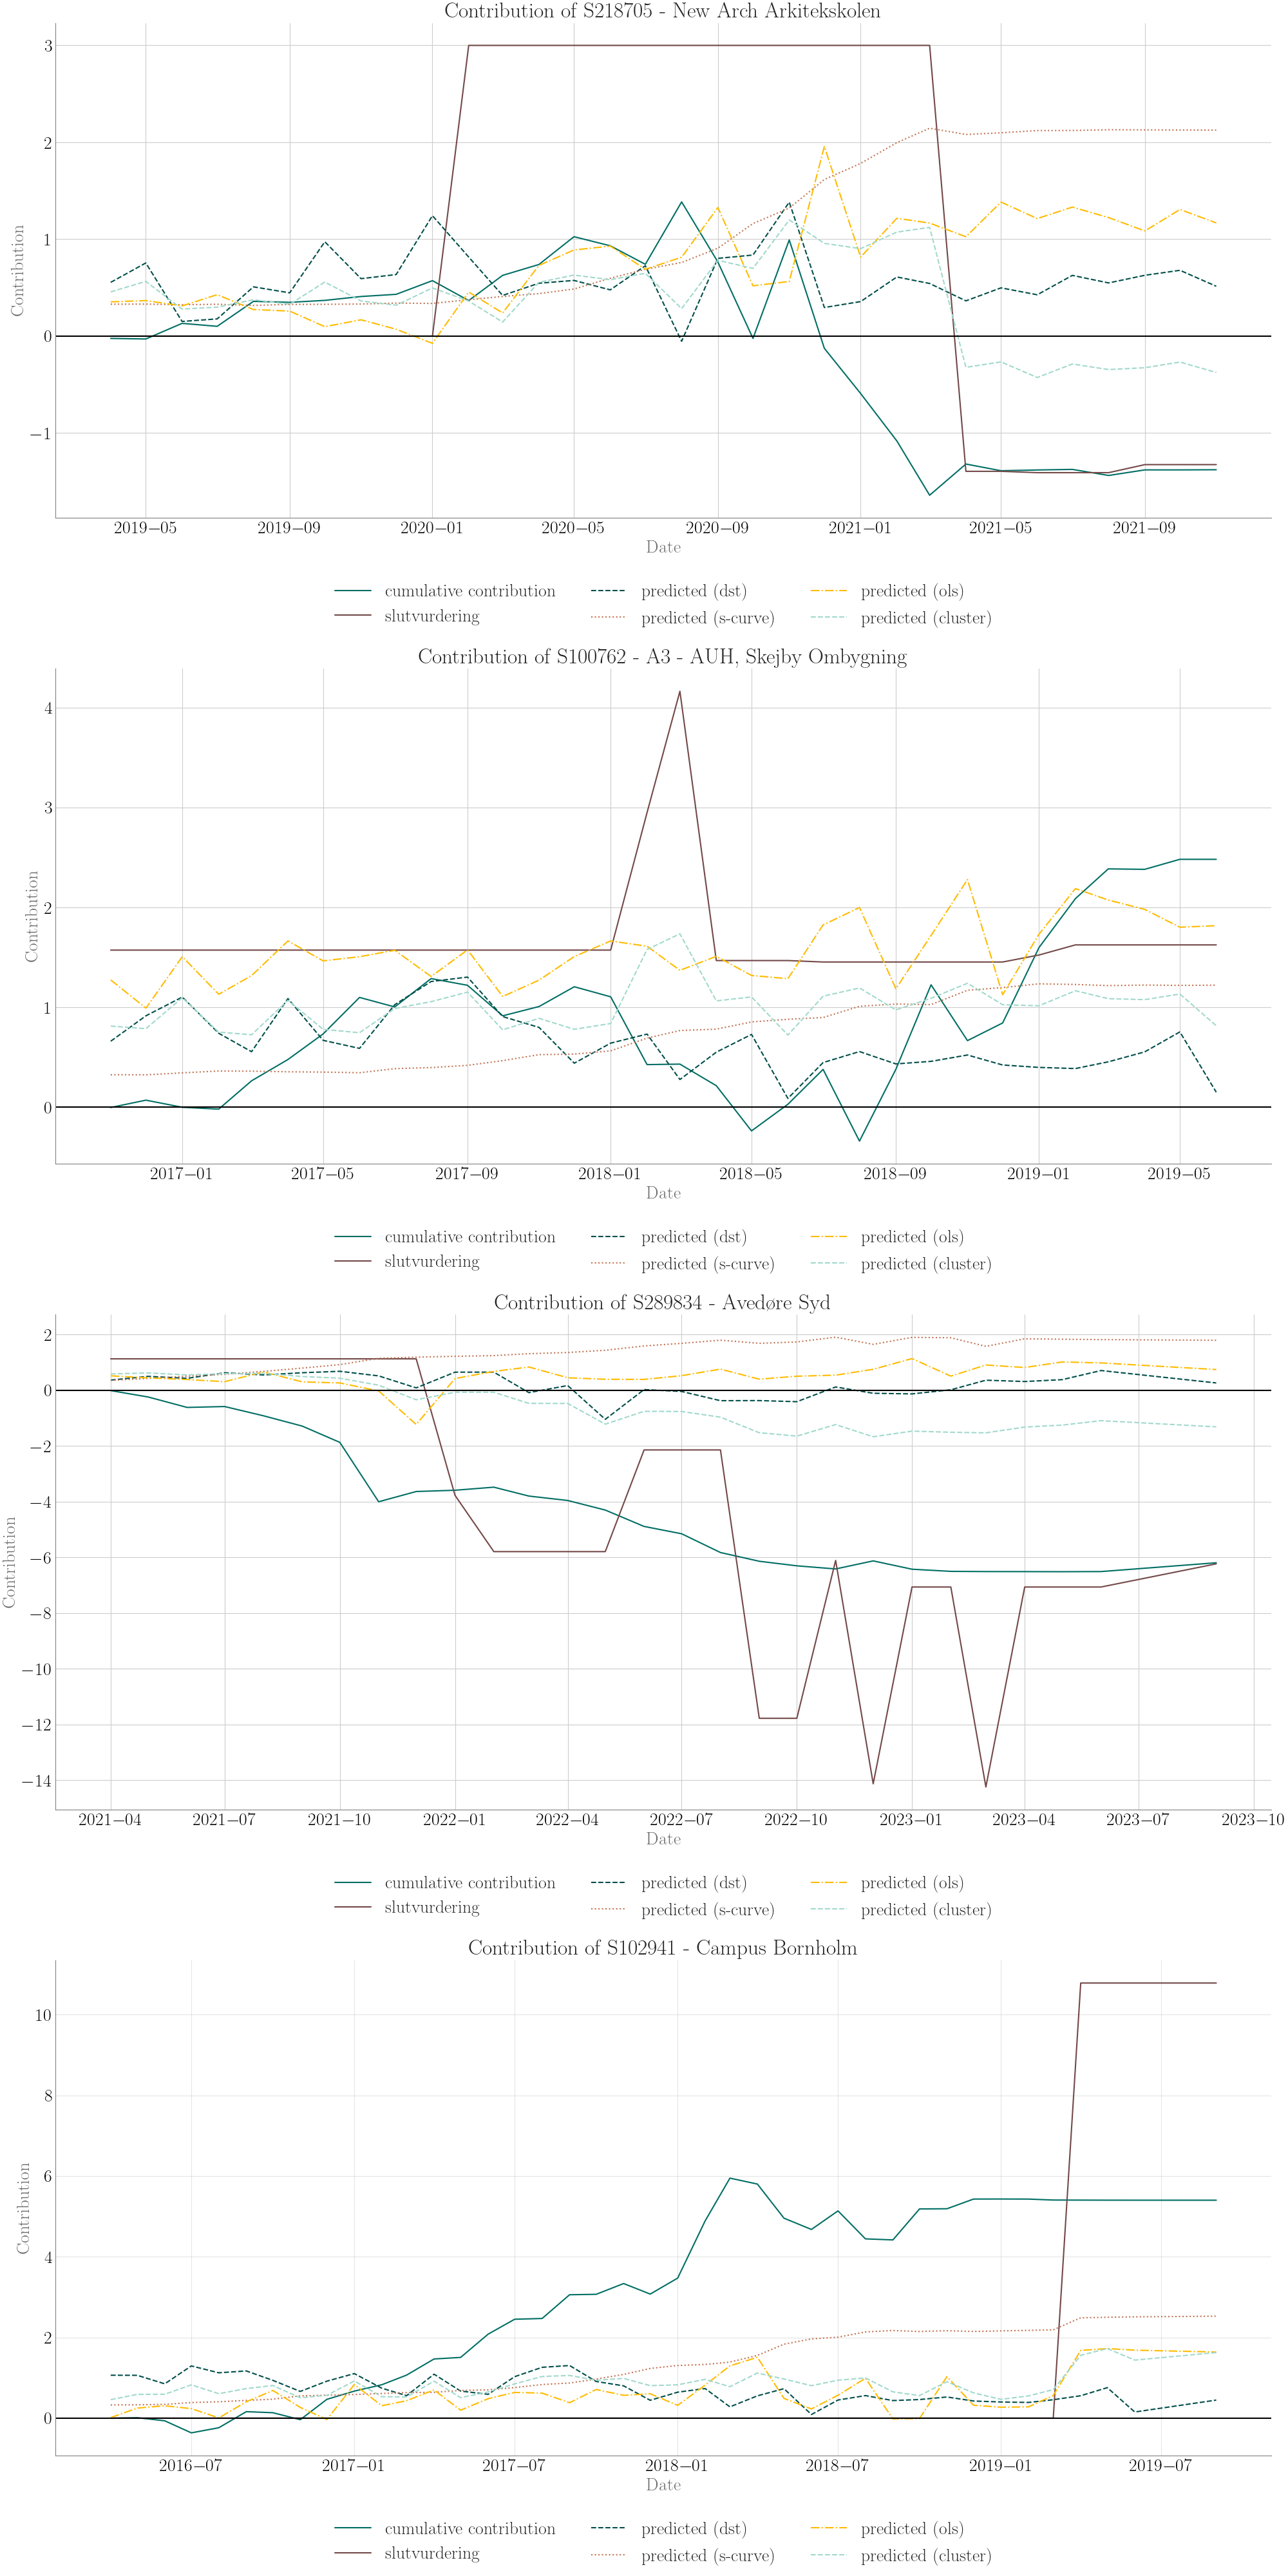 Contribution of S218705 - New Arch Arkitekskolen
3
2
1
0
−1
Contribution
2019−05 2019−09 2020−01 2020−05 2020−09 2021−01 2021−05 2021−09
Date
cumulative contribution predicted (dst) predicted (ols)
slutvurdering predicted (s-curve) predicted (cluster)
Contribution of S100762 - A3 - AUH, Skejby Ombygning
4
3
2
1
0
Contribution
2017−01 2017−05 2017−09 2018−01 2018−05 2018−09 2019−01 2019−05
Date
cumulative contribution predicted (dst) predicted (ols)
slutvurdering predicted (s-curve) predicted (cluster)
Contribution of S289834 - Avedøre Syd
2
0
−2
−4
−6
−8
−10
−12
−14
Contribution
2021−04 2021−07 2021−10 2022−01 2022−04 2022−07 2022−10 2023−01 2023−04 2023−07 2023−10
Date
cumulative contribution predicted (dst) predicted (ols)
slutvurdering predicted (s-curve) predicted (cluster)
Contribution of S102941 - Campus Bornholm
10
8
6
4
2
0
Contribution
2016−07 2017−01 2017−07 2018−01 2018−07 2019−01 2019−07
Date
cumulative contribution predicted (dst) predicted (ols)
slutvurdering predicted (s-curve) predicted (cluster)